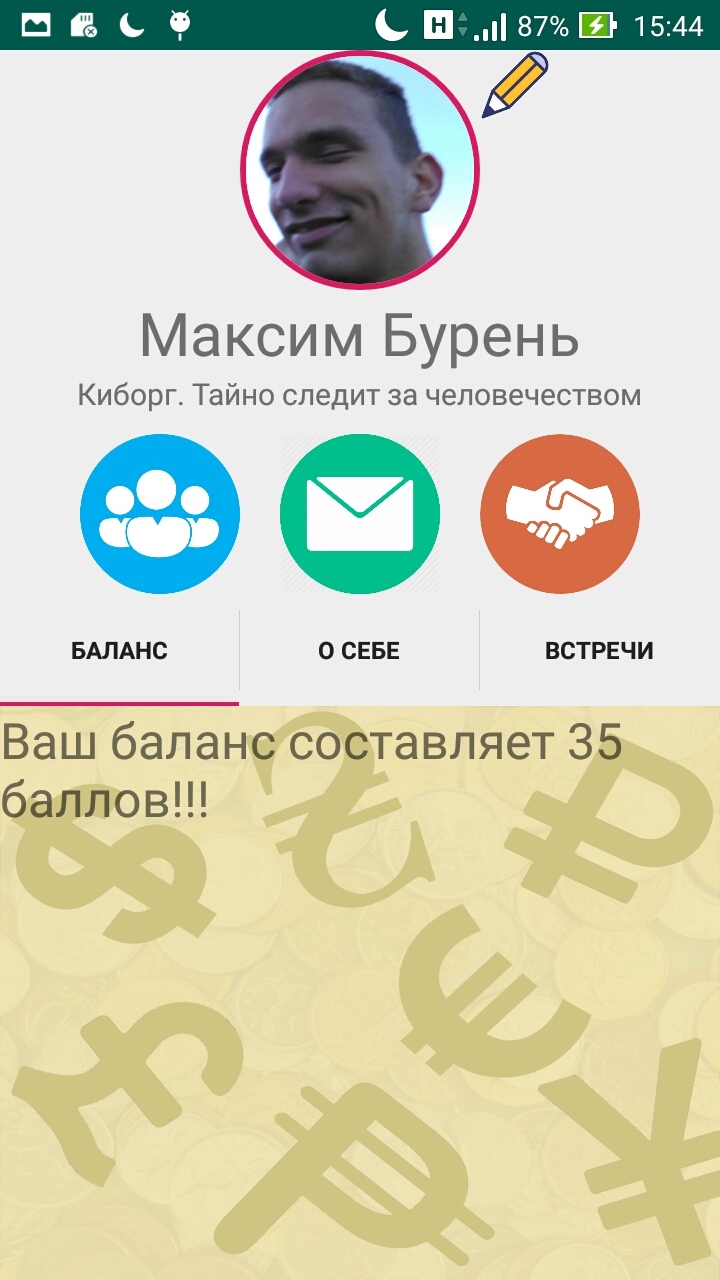 H 87% 15:44
Максим Бурень
Киборг. Тайно следит за человечеством
БАЛАНС О СЕБЕ ВСТРЕЧИ
Ваш баланс составляет 35
баллов!!!